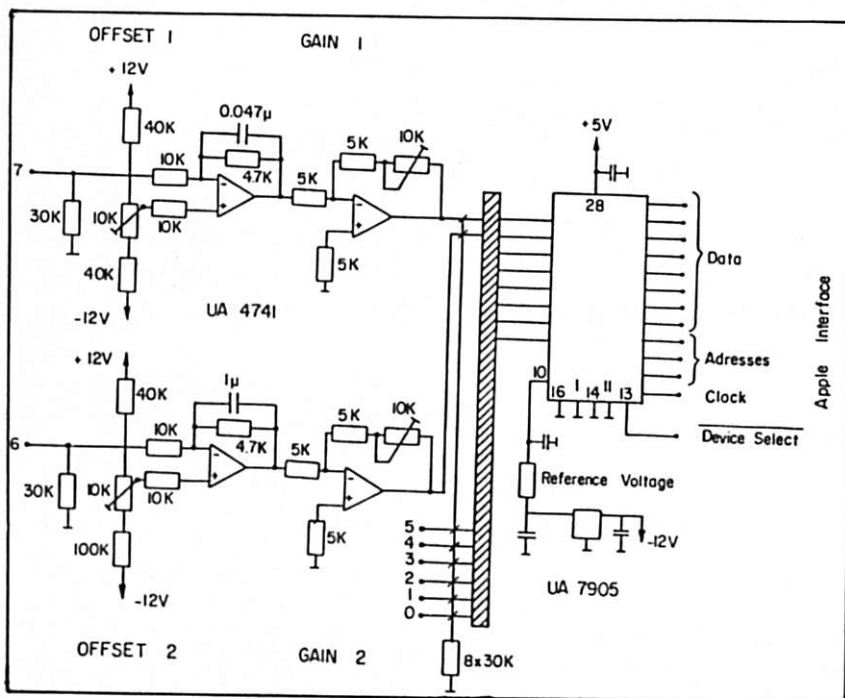 OFFSET 1
GAIN 1
+ 12V
0.047µ
+5V
40K
10K
5K
10K
4.7K
5K
7
28
30K
10K
10K
Data
40K
5K
-12V
UA 4741
+ 12V
Adresses
10
40K
1µ
16 1 14 11 13
Clock
Apple Interface
10K
5K
10K
Device Select
6
4.7K
5K
30K
10K
10K
Reference Voltage
100K
5K
5
4
3
2
1
0
-12V
-12V
UA 7905
OFFSET 2
GAIN 2
8x30K